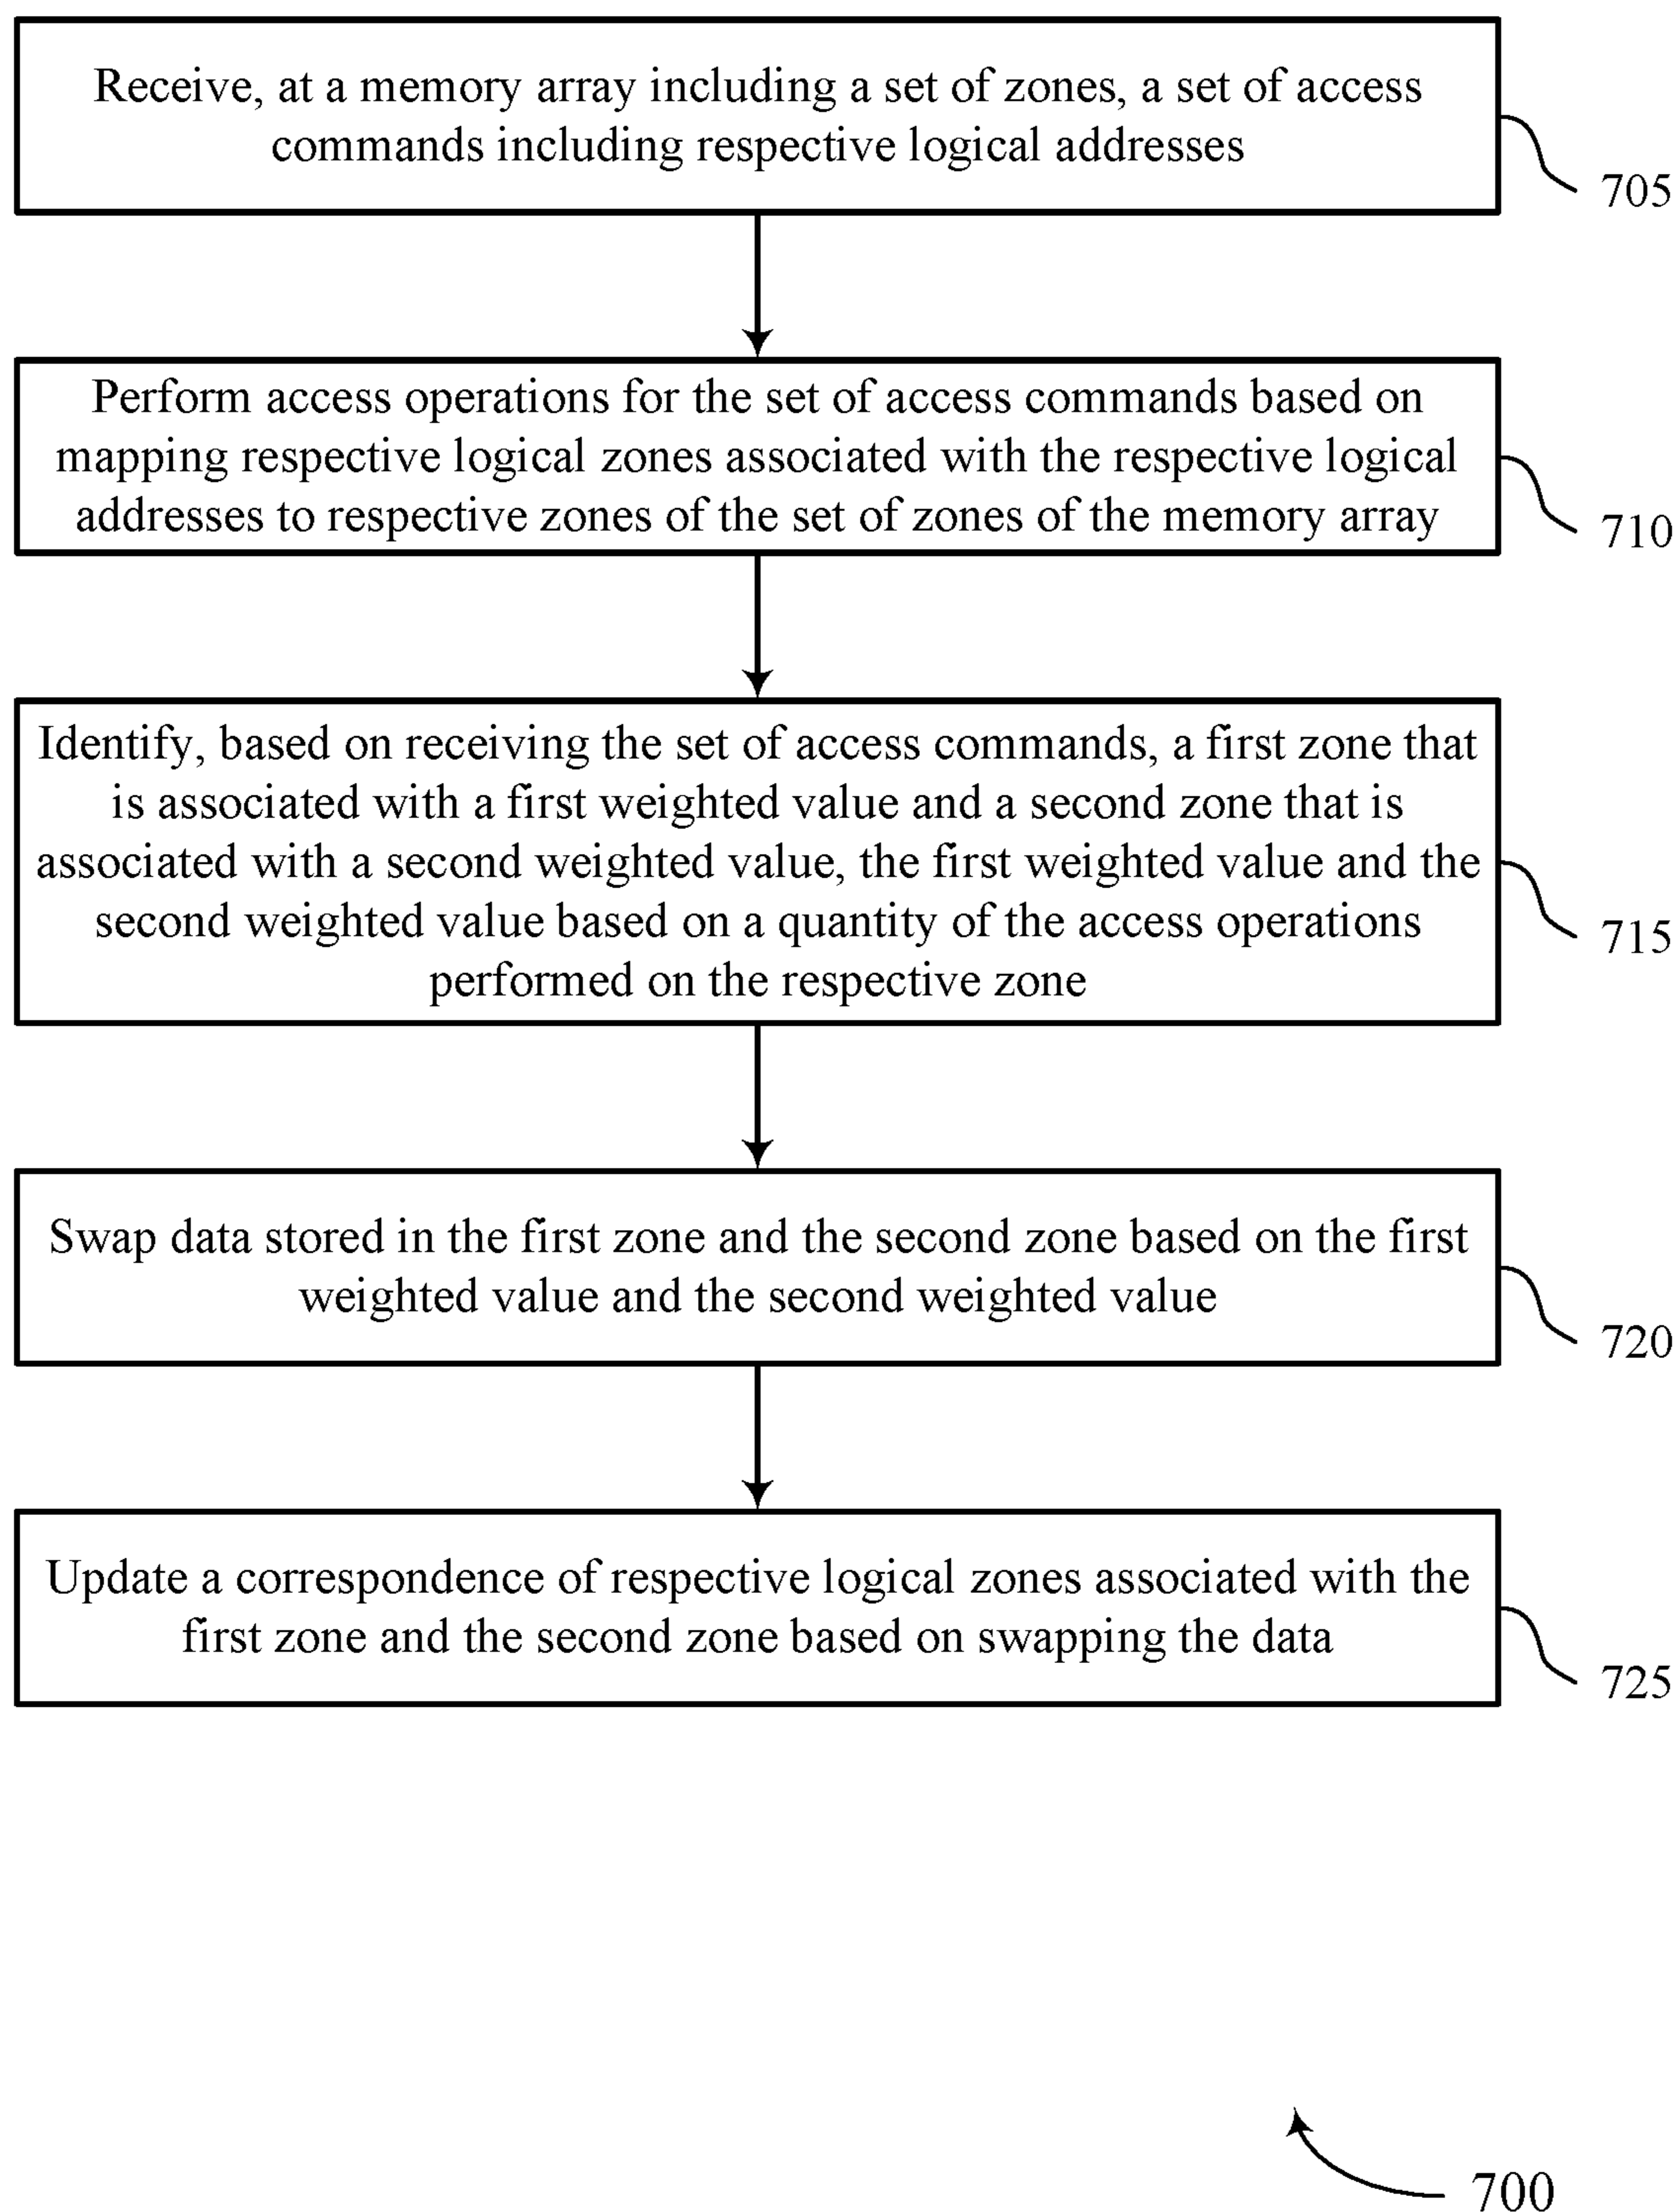 Receive, at a memory array including a set of zones, a set of access
commands including respective logical addresses
705
Perform access operations for the set of access commands based on
mapping respective logical zones associated with the respective logical
addresses to respective zones of the set of zones of the memory array
710
Identify, based on receiving the set of access commands, a first zone that
is associated with a first weighted value and a second zone that is
associated with a second weighted value, the first weighted value and the
second weighted value based on a quantity of the access operations
performed on the respective zone
715
Swap data stored in the first zone and the second zone based on the first
weighted value and the second weighted value
720
Update a correspondence of respective logical zones associated with the
first zone and the second zone based on swapping the data
725
700